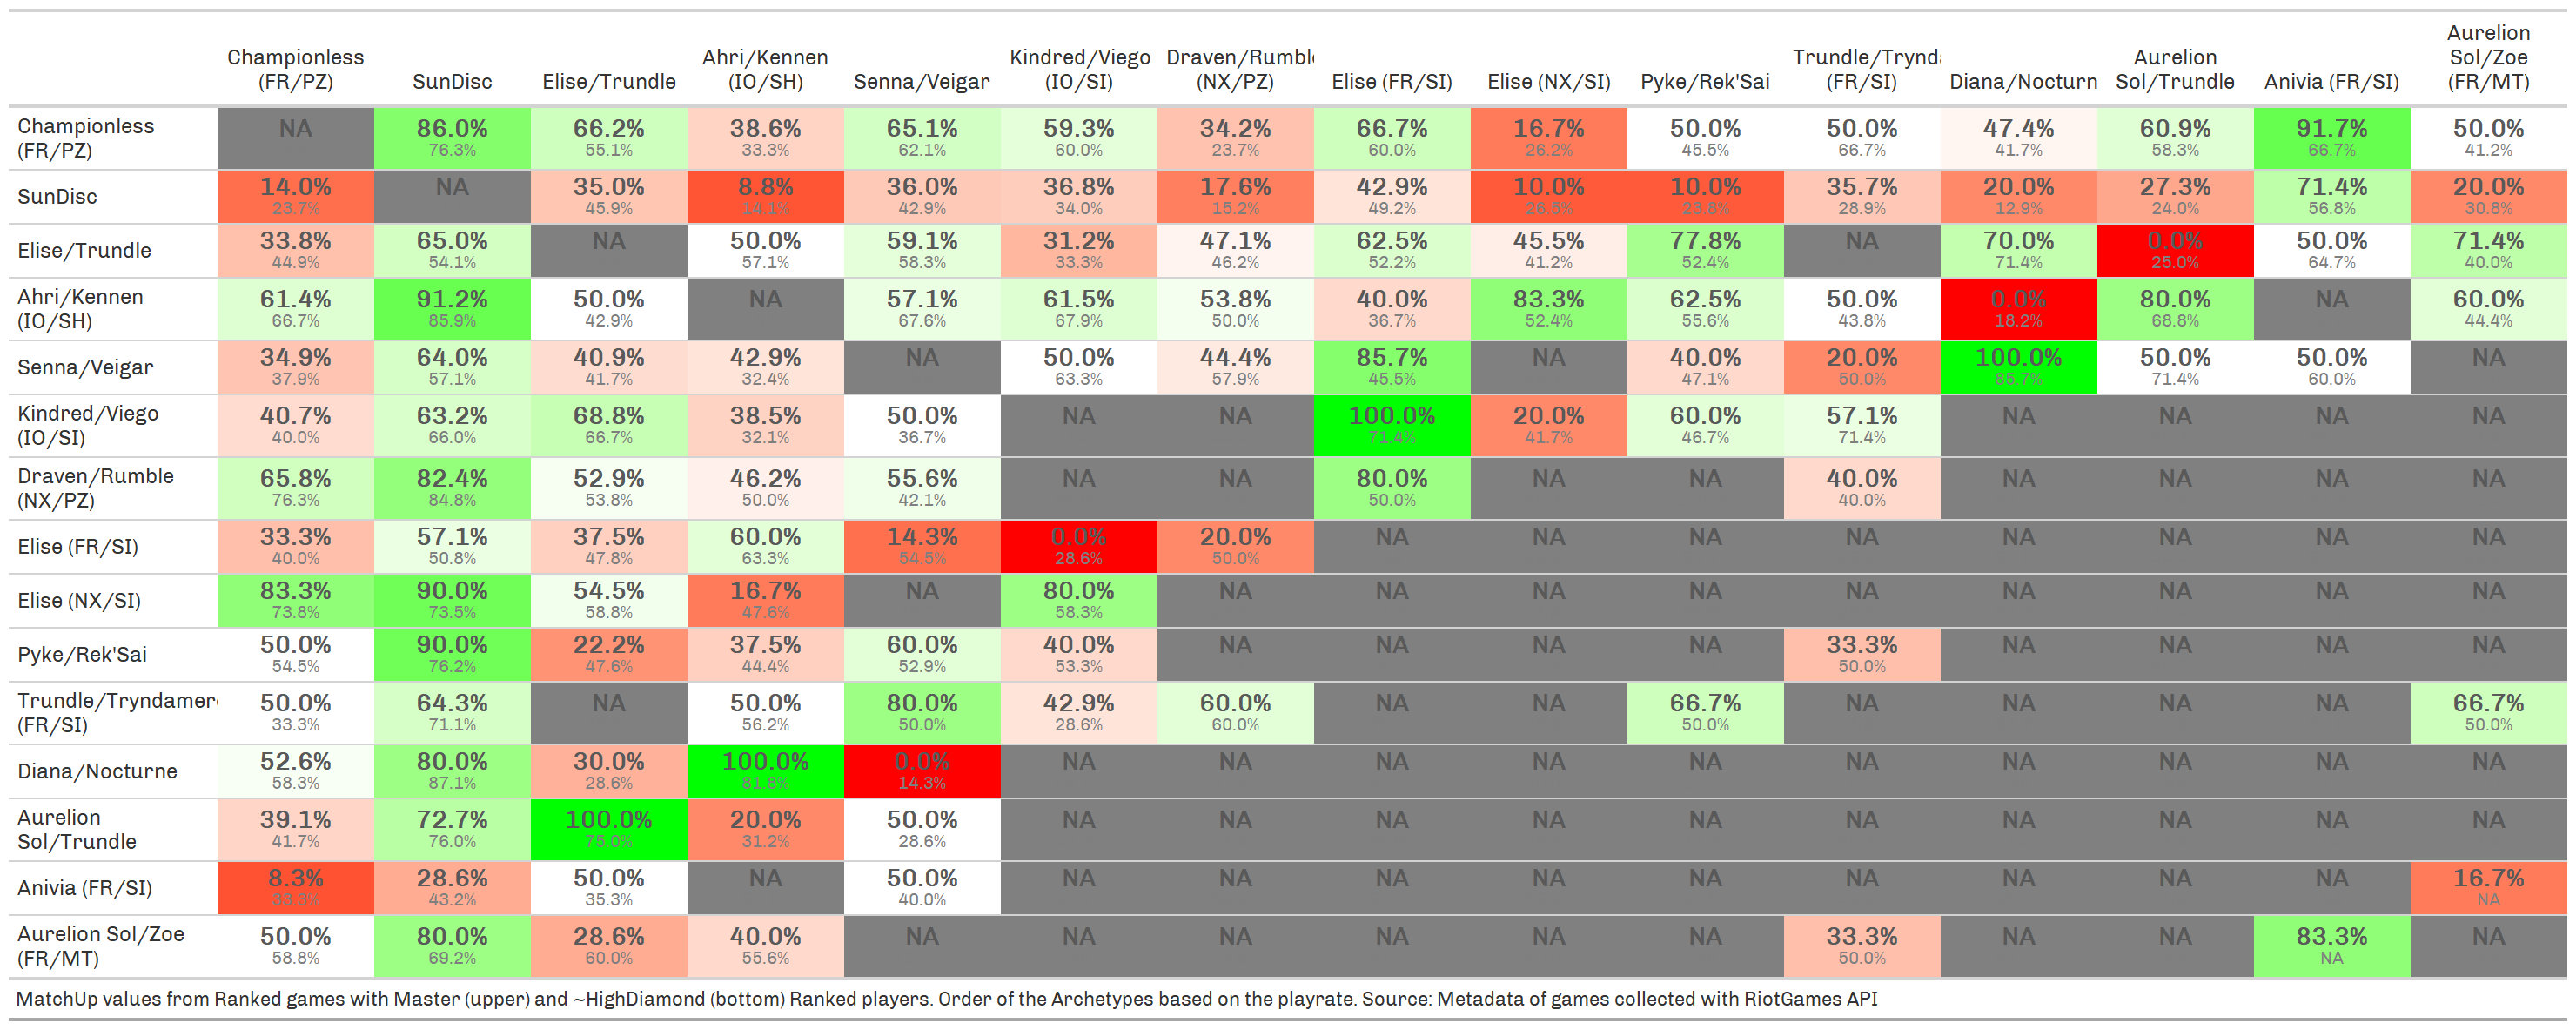 Championless (FR/PZ) SunDisc Elise/Trundle Ahri/Kennen (IO/SH) Senna/Veigar Kindred/Viego (IO/SI) Draven/Rumbl (NX/PZ) Elise (FR/SI) Elise (NX/SI) Pyke/Rek'Sai Trundle/Trynd (FR/SI) Diana/Nocturn Aurelion Sol/Trundle Anivia (FR/SI) Aurelion Sol/Zoe (FR/MT)
Championless (FR/PZ) NA 86.0% 66.2% 38.6% 65.1% 59.3% 34.2% 66.7% 16.7% 50.0% 50.0% 47.4% 60.9% 91.7% 50.0%
76.3% 55.1% 33.3% 62.1% 60.0% 23.7% 60.0% 26.2% 45.5% 66.7% 41.7% 58.3% 66.7% 41.2%
SunDisc 14.0% NA 35.0% 8.8% 36.0% 36.8% 17.6% 42.9% 10.0% 10.0% 35.7% 20.0% 27.3% 71.4% 20.0%
23.7% 45.9% 14.1% 42.9% 34.0% 15.2% 49.2% 26.5% 23.8% 28.9% 12.9% 24.0% 56.8% 30.8%
Elise/Trundle 33.8% 65.0% NA 50.0% 59.1% 31.2% 47.1% 62.5% 45.5% 77.8% NA 70.0% 0.0% 50.0% 71.4%
44.9% 54.1% 57.1% 58.3% 33.3% 46.2% 52.2% 41.2% 52.4% 71.4% 25.0% 64.7% 40.0%
Ahri/Kennen (IO/SH) 61.4% 91.2% 50.0% NA 57.1% 61.5% 53.8% 40.0% 83.3% 62.5% 50.0% 0.0% 80.0% NA 60.0%
66.7% 85.9% 42.9% 67.6% 67.9% 50.0% 36.7% 52.4% 55.6% 43.8% 18.2% 68.8% 44.4%
Senna/Veigar 34.9% 64.0% 40.9% 42.9% NA 50.0% 44.4% 85.7% NA 40.0% 20.0% 100.0% 50.0% 50.0% NA
37.9% 57.1% 41.7% 32.4% 63.3% 57.9% 45.5% 47.1% 50.0% 85.7% 71.4% 60.0%
Kindred/Viego (IO/SI) 40.7% 63.2% 68.8% 38.5% 50.0% NA NA 100.0% 20.0% 60.0% 57.1% NA NA NA NA
40.0% 66.0% 66.7% 32.1% 36.7% 71.4% 41.7% 46.7% 71.4%
Draven/Rumble (NX/PZ) 65.8% 82.4% 52.9% 46.2% 55.6% NA NA 80.0% NA NA 40.0% NA NA NA NA
76.3% 84.8% 53.8% 50.0% 42.1% 50.0% 40.0%
Elise (FR/SI) 33.3% 57.1% 37.5% 60.0% 14.3% 0.0% 20.0% NA NA NA NA NA NA NA NA
40.0% 50.8% 47.8% 63.3% 54.5% 28.6% 50.0%
Elise (NX/SI) 83.3% 90.0% 54.5% 16.7% NA 80.0% NA NA NA NA NA NA NA NA NA
73.8% 73.5% 58.8% 47.6% 58.3%
Pyke/Rek'Sai 50.0% 90.0% 22.2% 37.5% 60.0% 40.0% NA NA NA NA 33.3% NA NA NA NA
54.5% 76.2% 47.6% 44.4% 52.9% 53.3% 50.0%
Trundle/Tryndamer (FR/SI) 50.0% 64.3% NA 50.0% 80.0% 42.9% 60.0% NA NA 66.7% NA NA NA NA 66.7%
33.3% 71.1% 56.2% 50.0% 28.6% 60.0% 50.0% 50.0%
Diana/Nocturne 52.6% 80.0% 30.0% 100.0% 0.0% NA NA NA NA NA NA NA NA NA NA
58.3% 87.1% 28.6% 81.8% 14.3%
Aurelion Sol/Trundle 39.1% 72.7% 100.0% 20.0% 50.0% NA NA NA NA NA NA NA NA NA NA
41.7% 76.0% 75.0% 31.2% 28.6%
Anivia (FR/SI) 8.3% 28.6% 50.0% NA 50.0% NA NA NA NA NA NA NA NA NA 16.7%
33.3% 43.2% 35.3% 40.0% NA
Aurelion Sol/Zoe (FR/MT) 50.0% 80.0% 28.6% 40.0% NA NA NA NA NA NA 33.3% NA NA 83.3% NA
58.8% 69.2% 60.0% 55.6% 50.0% NA
MatchUp values from Ranked games with Master (upper) and ~HighDiamond (bottom) Ranked players. Order of the Archetypes based on the playrate. Source: Metadata of games collected with RiotGames API